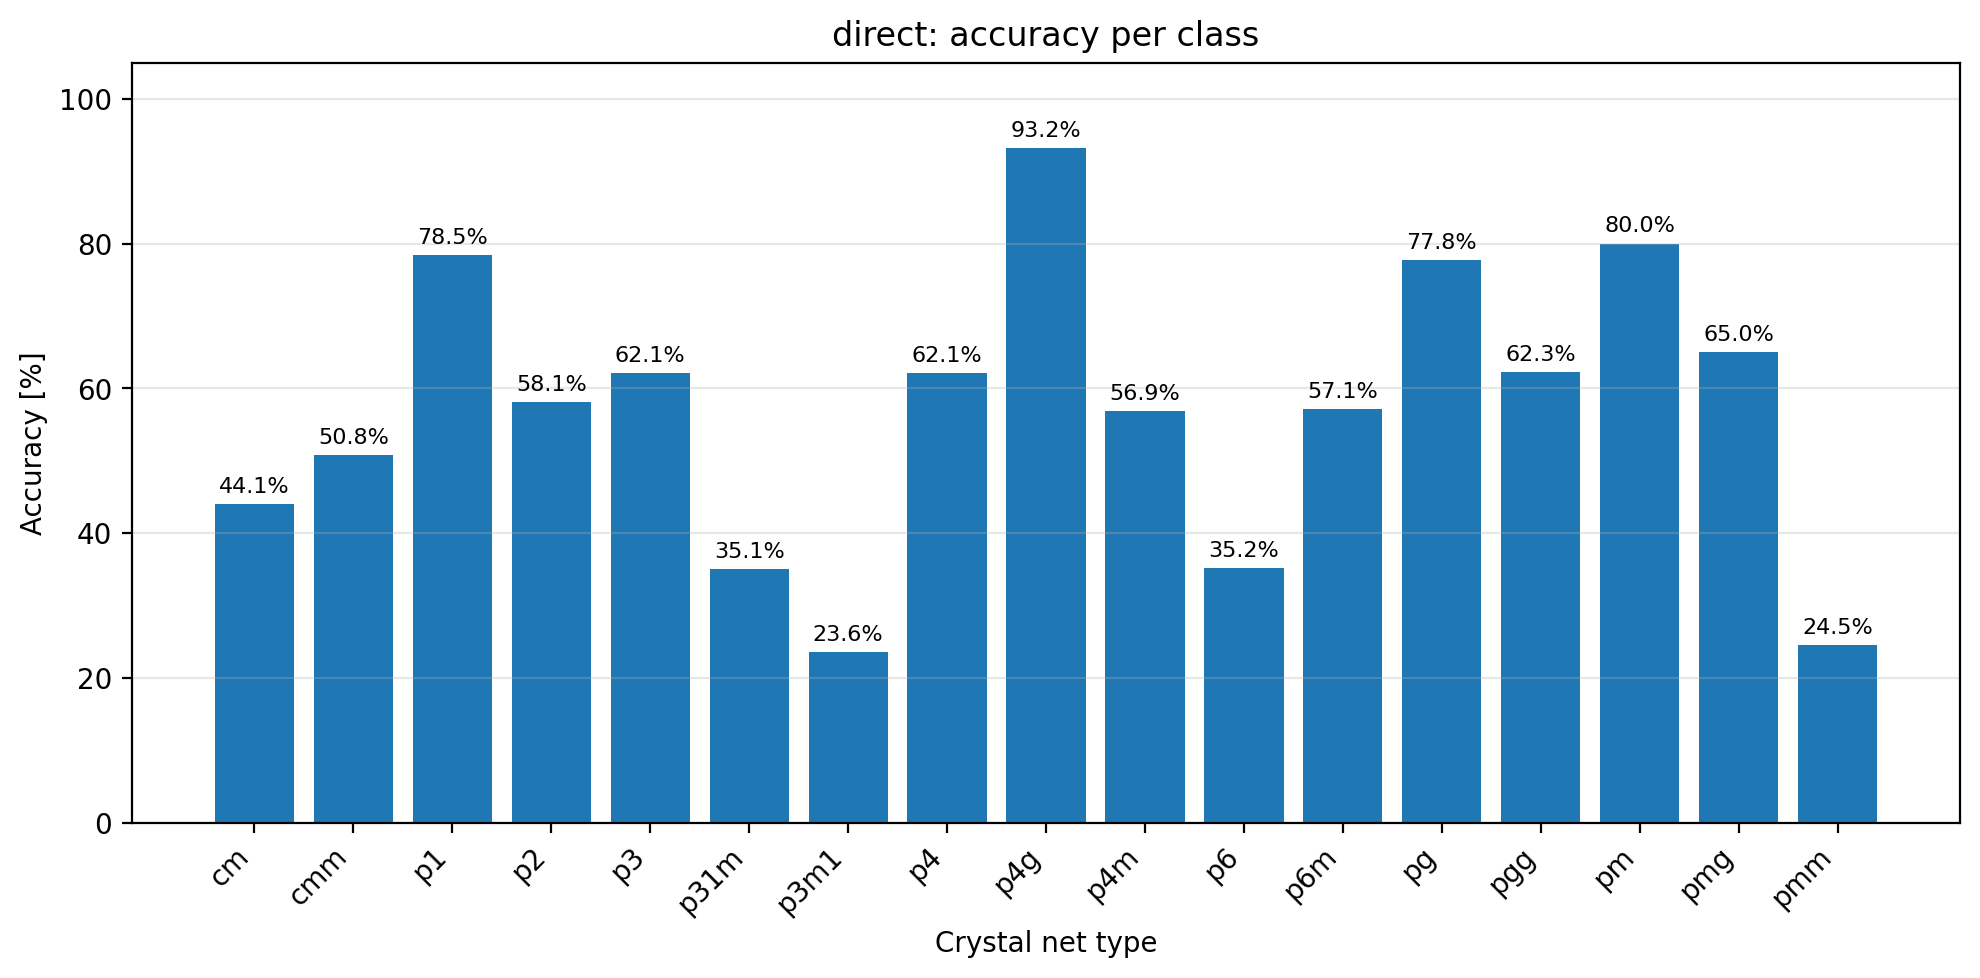 direct: accuracy per class
Accuracy [%]
100
80
60
40
20
0
44.1%
50.8%
78.5%
58.1%
62.1%
35.1%
23.6%
62.1%
93.2%
56.9%
35.2%
57.1%
77.8%
62.3%
80.0%
65.0%
24.5%
cm
cmm
p1
p2
p3
p31m
p3m1
p4
p4g
p4m
p6
p6m
pg
pgg
pm
pmg
pmm
Crystal net type